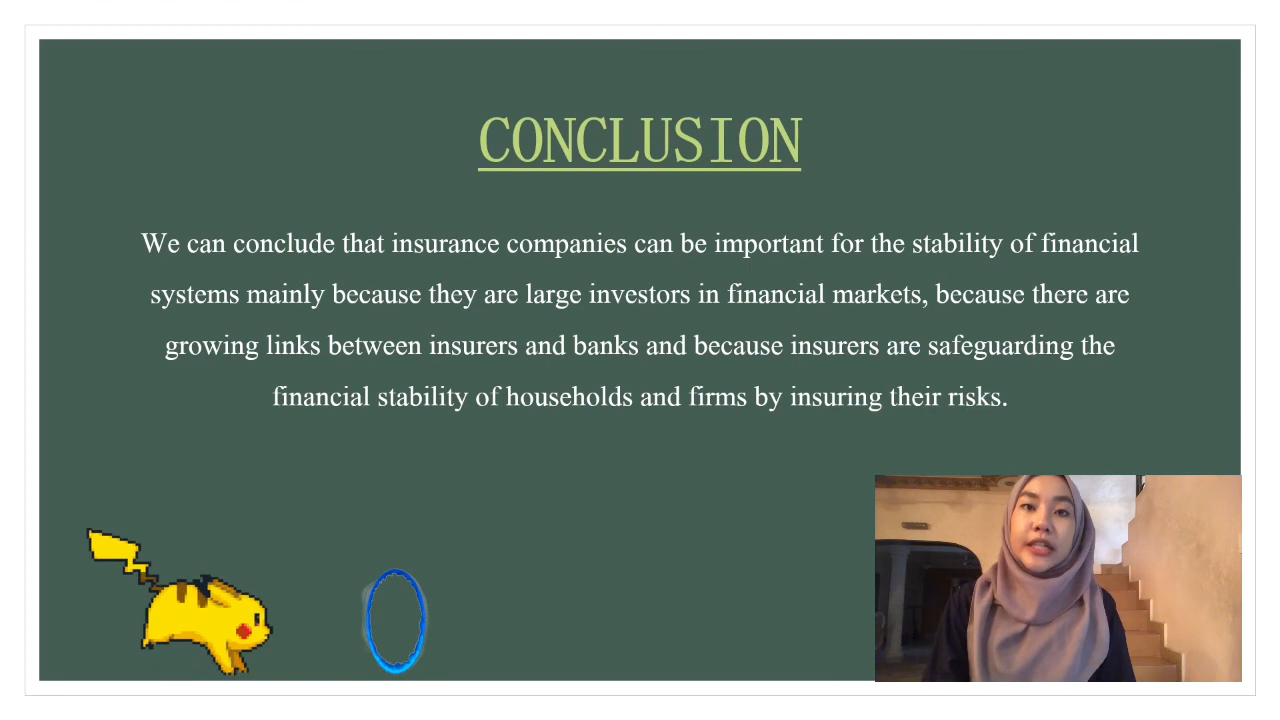 CONCLUSION
We can conclude that insurance companies can be important for the stability of financial
systems mainly because they are large investors in financial markets, because there are
growing links between insurers and banks and because insurers are safeguarding the
financial stability of households and firms by insuring their risks.